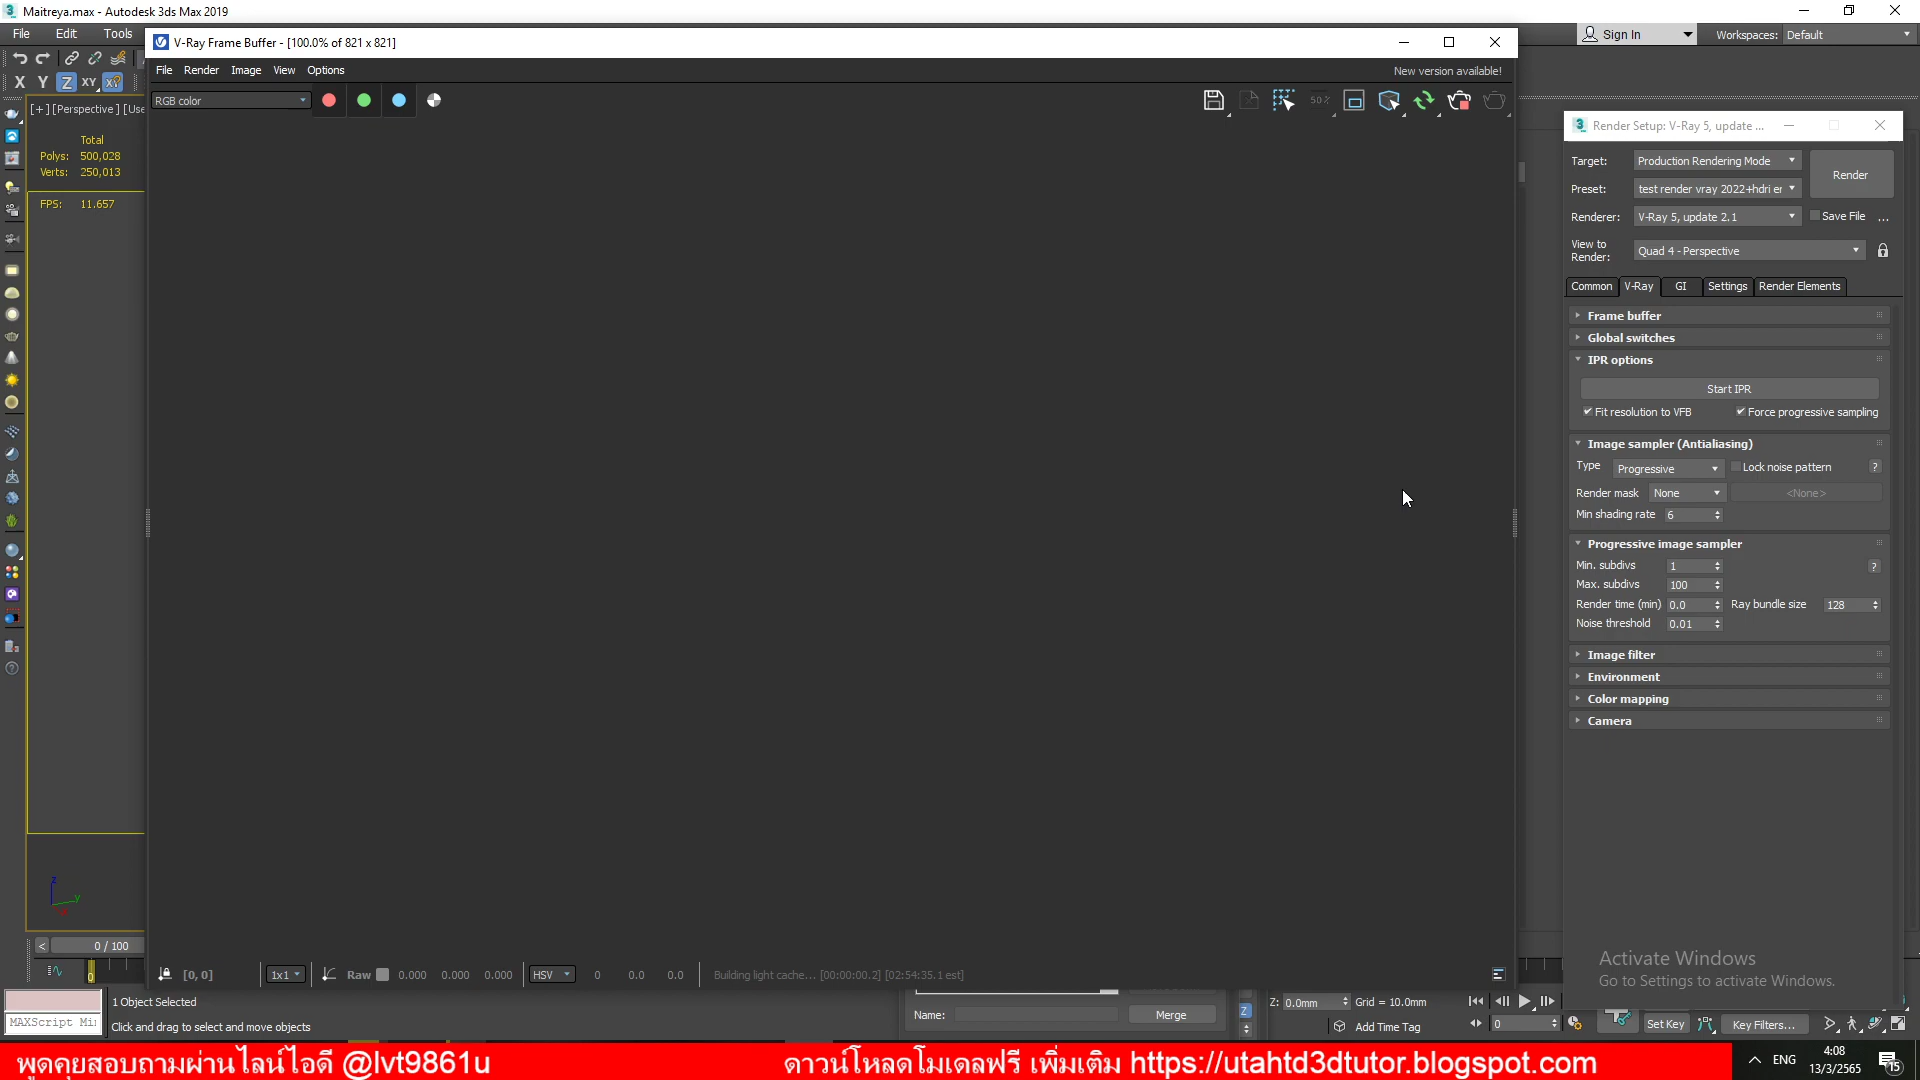 Maitreya.max - Autodesk 3ds Max 2019
File Edit Tools
Sign In Workspaces: Default
V-Ray Frame Buffer - [100.0% of 821 x 821]
File Render Image View Options
New version available!
X Y Z XY
RGB color
50%
[+] [Perspective] [Use
Total
Polys: 500,028
Verts: 250,013
FPS: 11.657
Render Setup: V-Ray 5, update ...
Target: Production Rendering Mode
Render
Preset: test render vray 2022+hdri er
Renderer: V-Ray 5, update 2.1
Save File ...
View to Render: Quad 4 - Perspective
Common V-Ray GI Settings Render Elements
Frame buffer
Global switches
IPR options
Start IPR
Fit resolution to VFB Force progressive sampling
Image sampler (Antialiasing)
Type Progressive Lock noise pattern ?
Render mask None <None>
Min shading rate 6
Progressive image sampler
Min. subdivs 1 ?
Max. subdivs 100
Render time (min) 0.0 Ray bundle size 128
Noise threshold 0.01
Image filter
Environment
Color mapping
Camera
Activate Windows
Go to Settings to activate Windows.
z
y
< 0 / 100
0
[0, 0] 1x1 Raw 0.000 0.000 0.000 HSV 0 0.0 0.0 Building light cache... [00:00:00.2] [02:54:35.1 est]
1 Object Selected
MAXScript Mi
Click and drag to select and move objects
Name: Merge
Z
Z: 0.0mm Grid = 10.0mm
Add Time Tag
0
Set Key Key Filters...
พูดคุยสอบถามผ่านไลน์ไอดี @lvt9861u
ดาวน์โหลดโมเดลฟรี เพิ่มเติม https://utahtd3dtutor.blogspot.com
ENG
4:08
13/3/2565
15